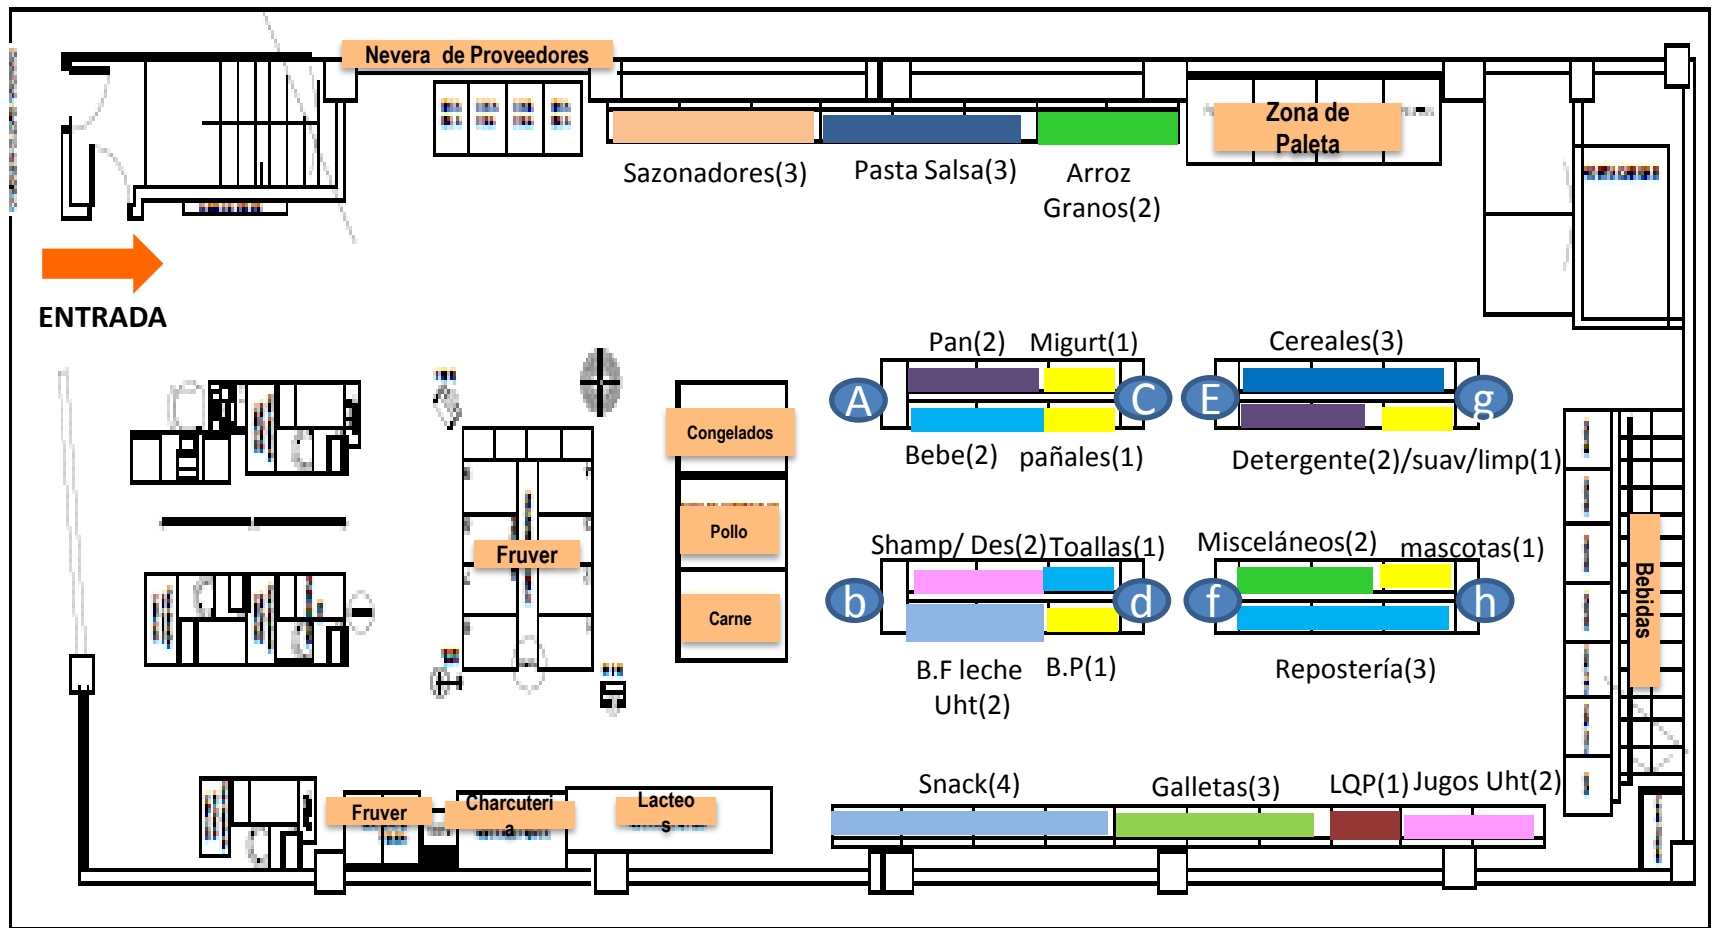 Nevera  de Proveedores
Zona de
Paleta
Sazonadores(3)
Pasta Salsa(3)
Arroz
Granos(2)
ENTRADA
Pan(2)
Migurt(1)
Cereales(3)
A
C
E
g
Congelados
Bebe(2)
pañales(1)
Detergente(2)/suav/limp(1)
Pollo
Fruver
Shamp/ Des(2)
Toallas(1)
Misceláneos(2)
mascotas(1)
b
d
f
h
Carne
Bebidas
B.F leche
Uht(2)
B.P(1)
Repostería(3)
Snack(4)
Galletas(3)
LQP(1)
Jugos Uht(2)
Fruver
Charcuteri
a
Lacteo
s